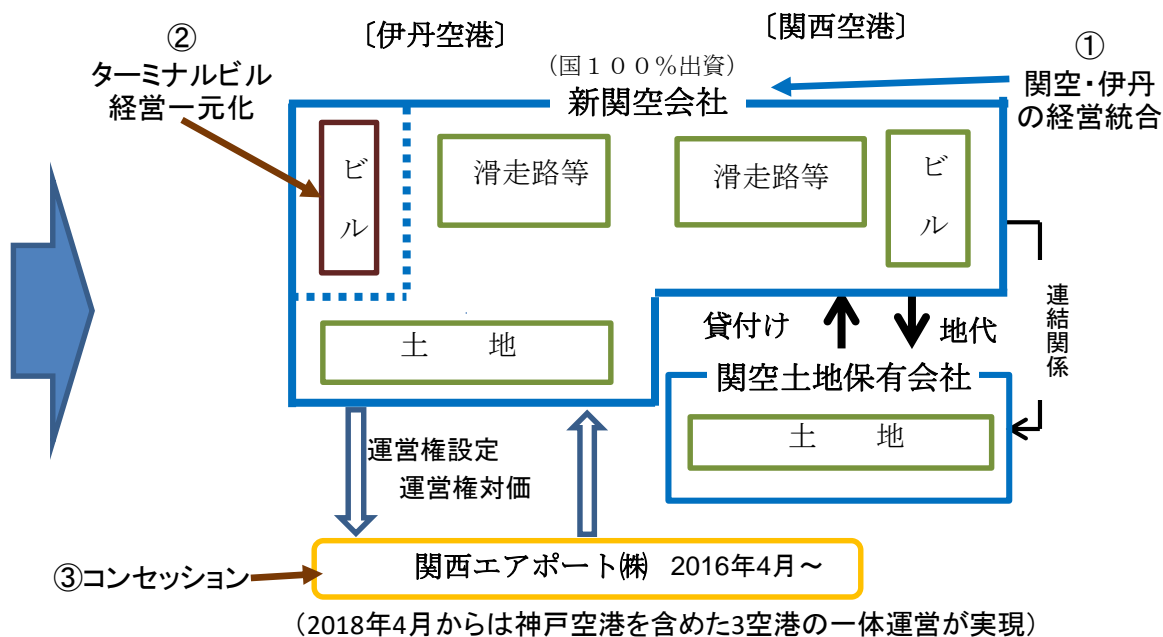 ②
ターミナルビル
経営一元化
〔伊丹空港〕
〔関西空港〕
（国１００％出資）
新関空会社
①
関空・伊丹
の経営統合
ビル
滑走路等
滑走路等
ビル
土　地
貸付け
地代
連結関係
関空土地保有会社
土　地
運営権設定
運営権対価
③コンセッション
関西エアポート㈱ 2016年4月～
（2018年4月からは神戸空港を含めた3空港の一体運営が実現）